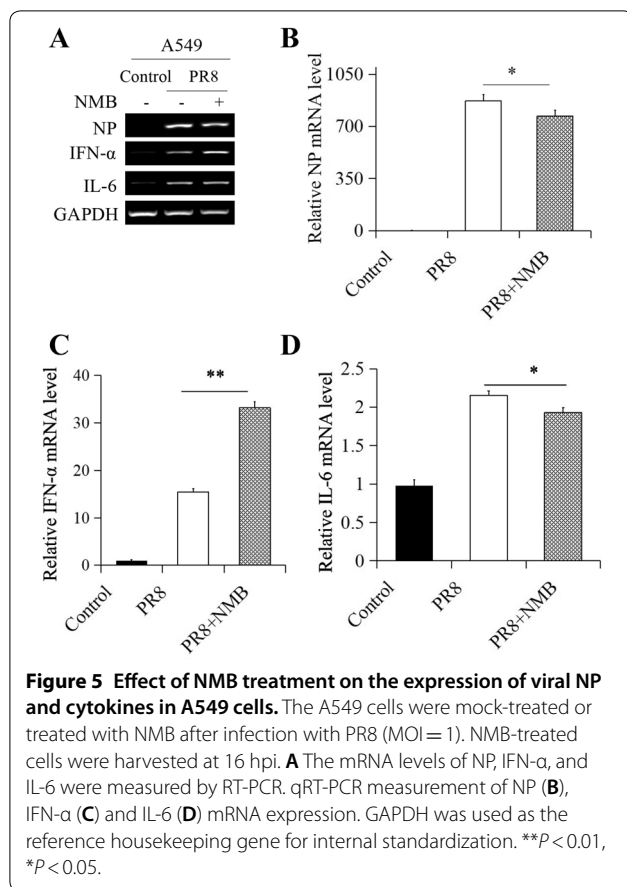 A
A549
Control PR8
NMB - - +
NP
IFN-α
IL-6
GAPDH
B
Relative NP mRNA level
1050
700
350
0
*
Control
PR8
PR8+NMB
C
Relative IFN-α mRNA level
40
30
20
10
0
**
Control
PR8
PR8+NMB
D
Relative IL-6 mRNA level
2.5
2
1.5
1
0.5
0
*
Control
PR8
PR8+NMB
Figure 5 Effect of NMB treatment on the expression of viral NP
and cytokines in A549 cells. The A549 cells were mock-treated or
treated with NMB after infection with PR8 (MOI = 1). NMB-treated
cells were harvested at 16 hpi. A The mRNA levels of NP, IFN-α, and
IL-6 were measured by RT-PCR. qRT-PCR measurement of NP (B),
IFN-α (C) and IL-6 (D) mRNA expression. GAPDH was used as the
reference housekeeping gene for internal standardization. **P < 0.01,
*P < 0.05.